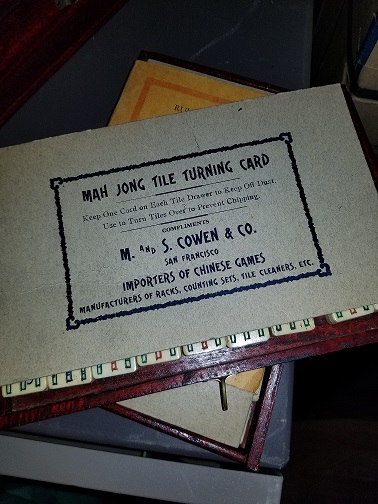 MAH JONG TILE TURNING CARD
Keep One Card on Each Tile Drawer to Keep Off Dust.
Use to Turn Tiles Over to Prevent Chipping.
COMPLIMENTS
M. AND S. COWEN & CO.
SAN FRANCISCO
IMPORTERS OF CHINESE GAMES
MANUFACTURERS OF RACKS, COUNTING SETS, TILE CLEANERS, ETC.